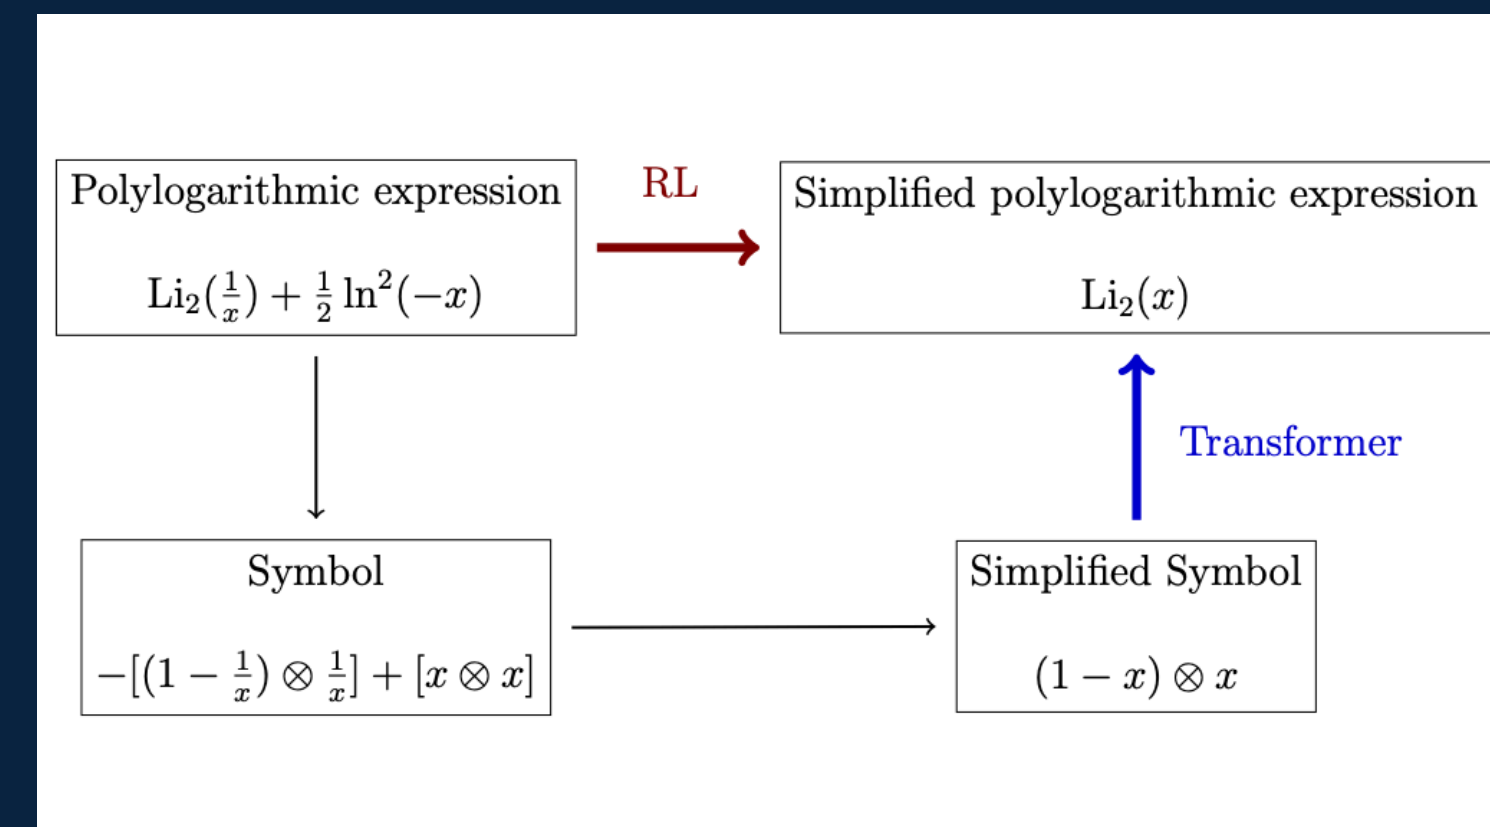 Polylogarithmic expression
Li₂(1/x) + 1/2 ln²(−x)
RL
Simplified polylogarithmic expression
Li₂(x)
Transformer
Symbol
−[(1 − 1/x) ⊗ 1/x] + [x ⊗ x]
Simplified Symbol
(1 − x) ⊗ x